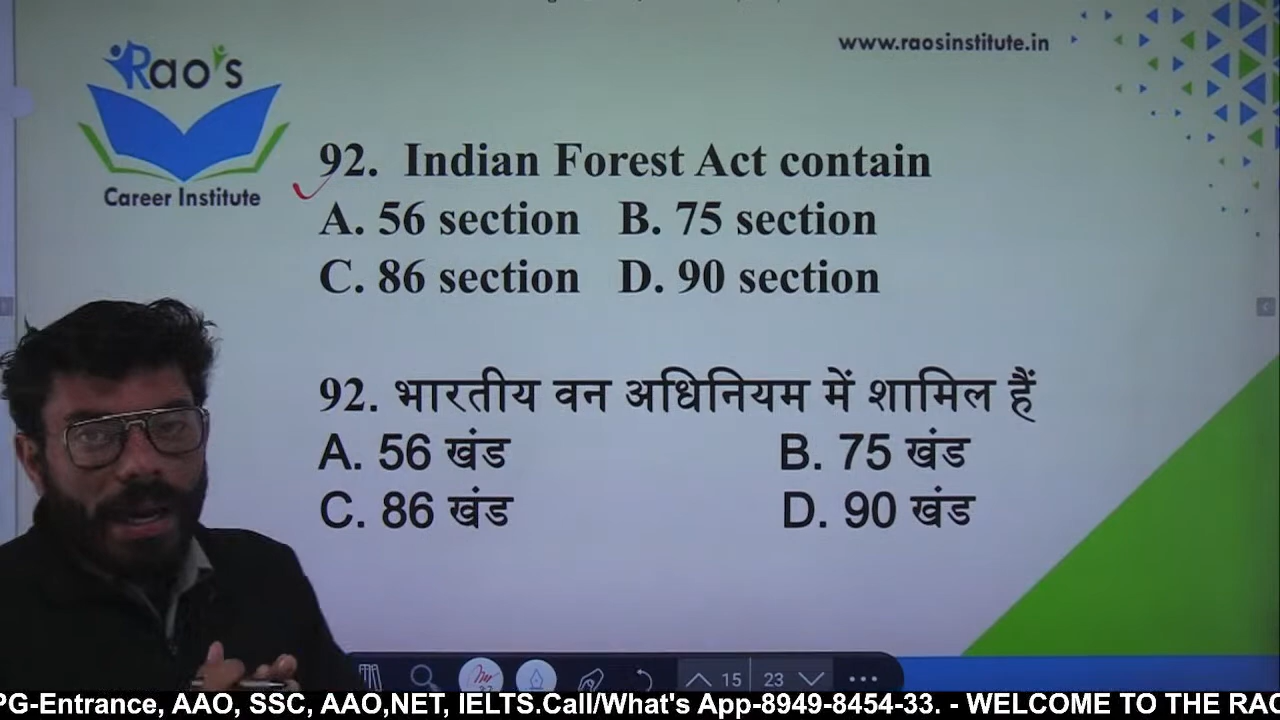 www.raosinstitute.in
Rao's
Career Institute
92. Indian Forest Act contain
A. 56 section B. 75 section
C. 86 section D. 90 section
92. भारतीय वन अधिनियम में शामिल हैं
A. 56 खंड B. 75 खंड
C. 86 खंड D. 90 खंड
15 23
PG-Entrance, AAO, SSC, AAO,NET, IELTS.Call/What's App-8949-8454-33. - WELCOME TO THE RAO